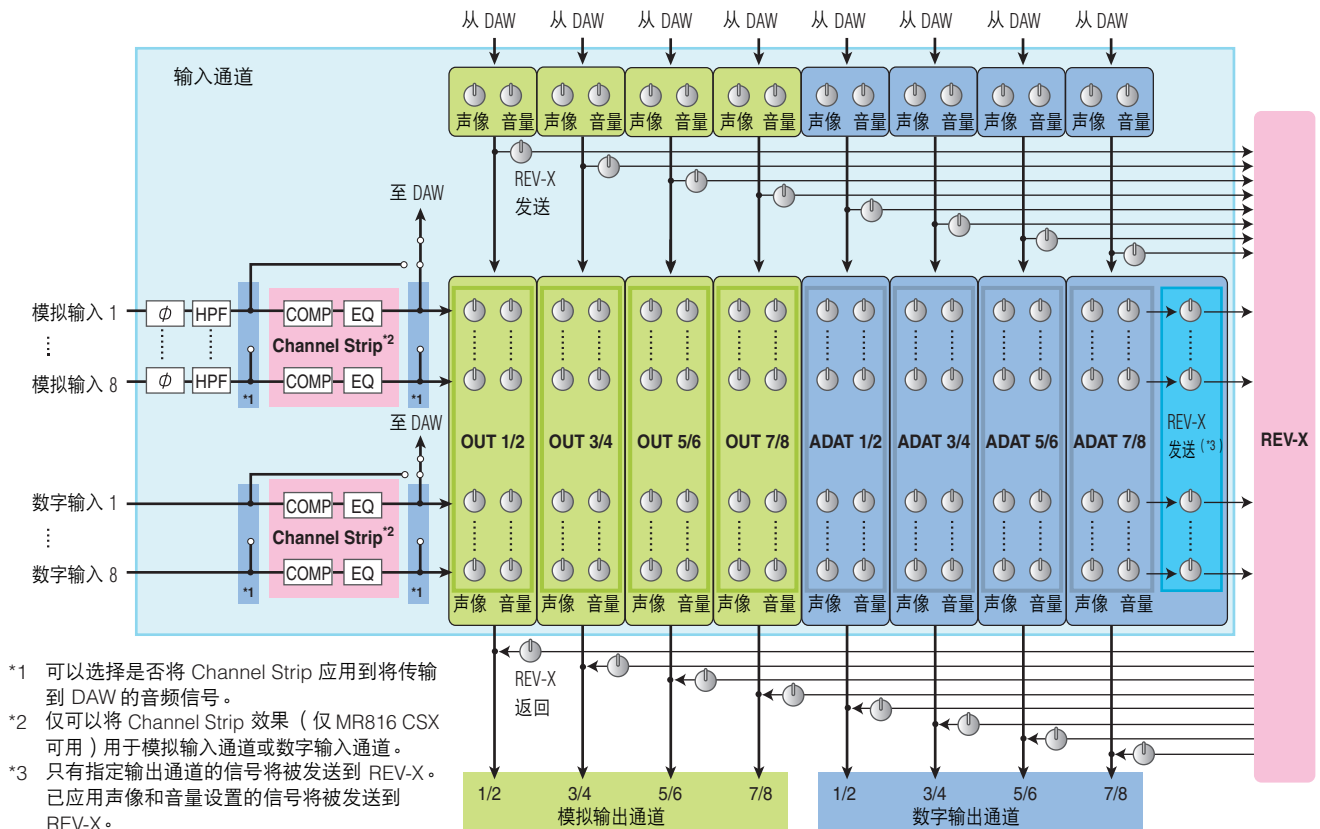 从 DAW 从 DAW 从 DAW 从 DAW 从 DAW 从 DAW 从 DAW 从 DAW
输入通道
声像 音量 声像 音量 声像 音量 声像 音量 声像 音量 声像 音量 声像 音量 声像 音量
REV-X
发送
至 DAW
模拟输入 1 ϕ HPF COMP EQ
Channel Strip*2
模拟输入 8 ϕ HPF COMP EQ
*1 *1
至 DAW
OUT 1/2 OUT 3/4 OUT 5/6 OUT 7/8 ADAT 1/2 ADAT 3/4 ADAT 5/6 ADAT 7/8
REV-X
发送 (*3)
REV-X
数字输入 1 COMP EQ
Channel Strip*2
数字输入 8 COMP EQ
*1 *1
声像 音量 声像 音量 声像 音量 声像 音量 声像 音量 声像 音量 声像 音量 声像 音量
REV-X
返回
*1 可以选择是否将 Channel Strip 应用到将传输
到 DAW 的音频信号。
*2 仅可以将 Channel Strip 效果（仅 MR816 CSX
可用）用于模拟输入通道或数字输入通道。
*3 只有指定输出通道的信号将被发送到 REV-X。
已应用声像和音量设置的信号将被发送到
REV-X。
1/2 3/4 5/6 7/8
模拟输出通道
1/2 3/4 5/6 7/8
数字输出通道